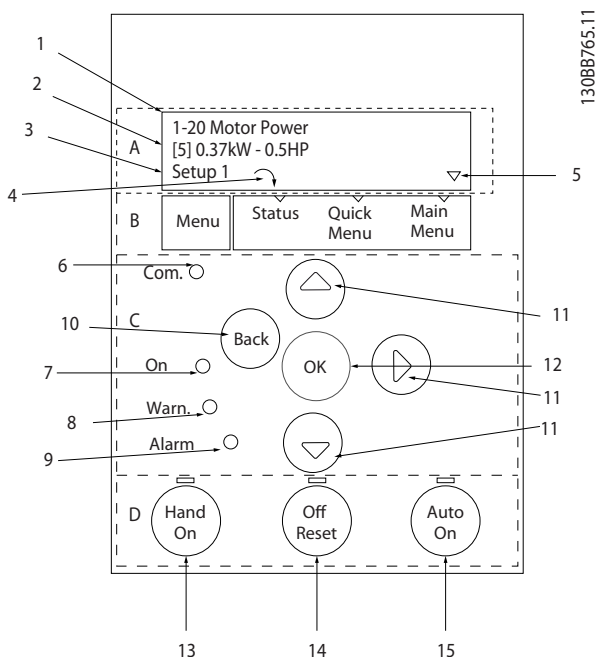 130BB765.11
1
2
3
4
A
1-20 Motor Power
[5] 0.37kW - 0.5HP
Setup 1
5
B
Menu
Status
Quick
Menu
Main
Menu
6
Com.
10
C
Back
OK
11
12
11
11
7
On
8
Warn.
9
Alarm
D
Hand
On
Off
Reset
Auto
On
13
14
15